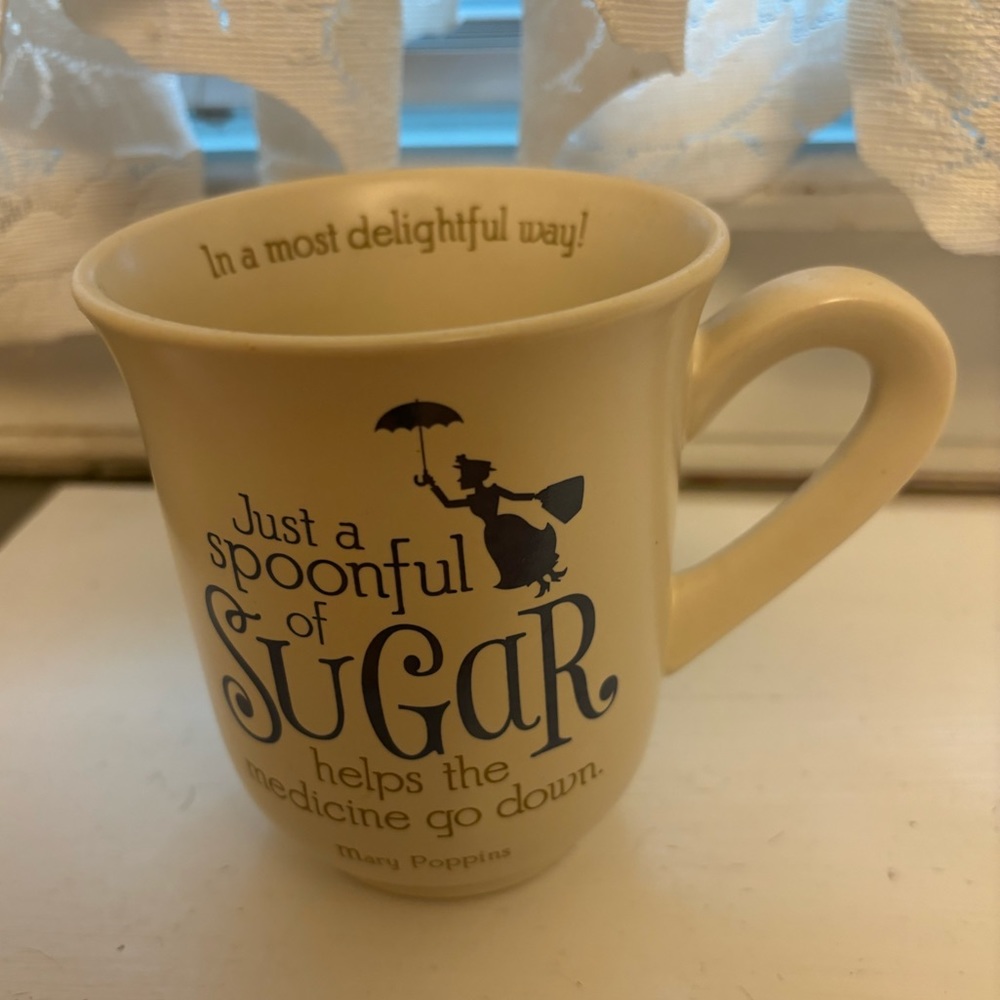 In a most delightful way!
Just a
spoonful
of
SUGaR
helps the
medicine go down.
Mary Poppins